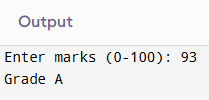 Output
Enter marks (0-100): 93
Grade A